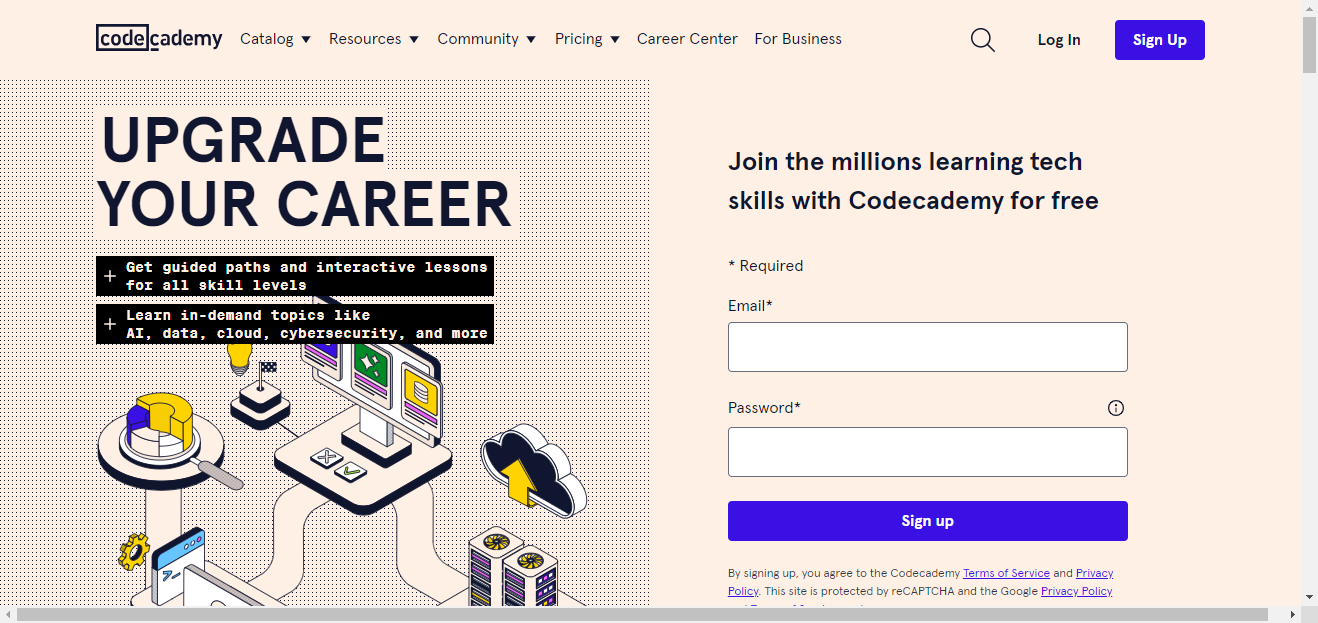 codecademy Catalog Resources Community Pricing Career Center For Business Log In Sign Up
UPGRADE
YOUR CAREER
Get guided paths and interactive lessons
for all skill levels
Learn in-demand topics like
AI, data, cloud, cybersecurity, and more
Join the millions learning tech
skills with Codecademy for free
* Required
Email*
Password*
Sign up
By signing up, you agree to the Codecademy Terms of Service and Privacy
Policy. This site is protected by reCAPTCHA and the Google Privacy Policy